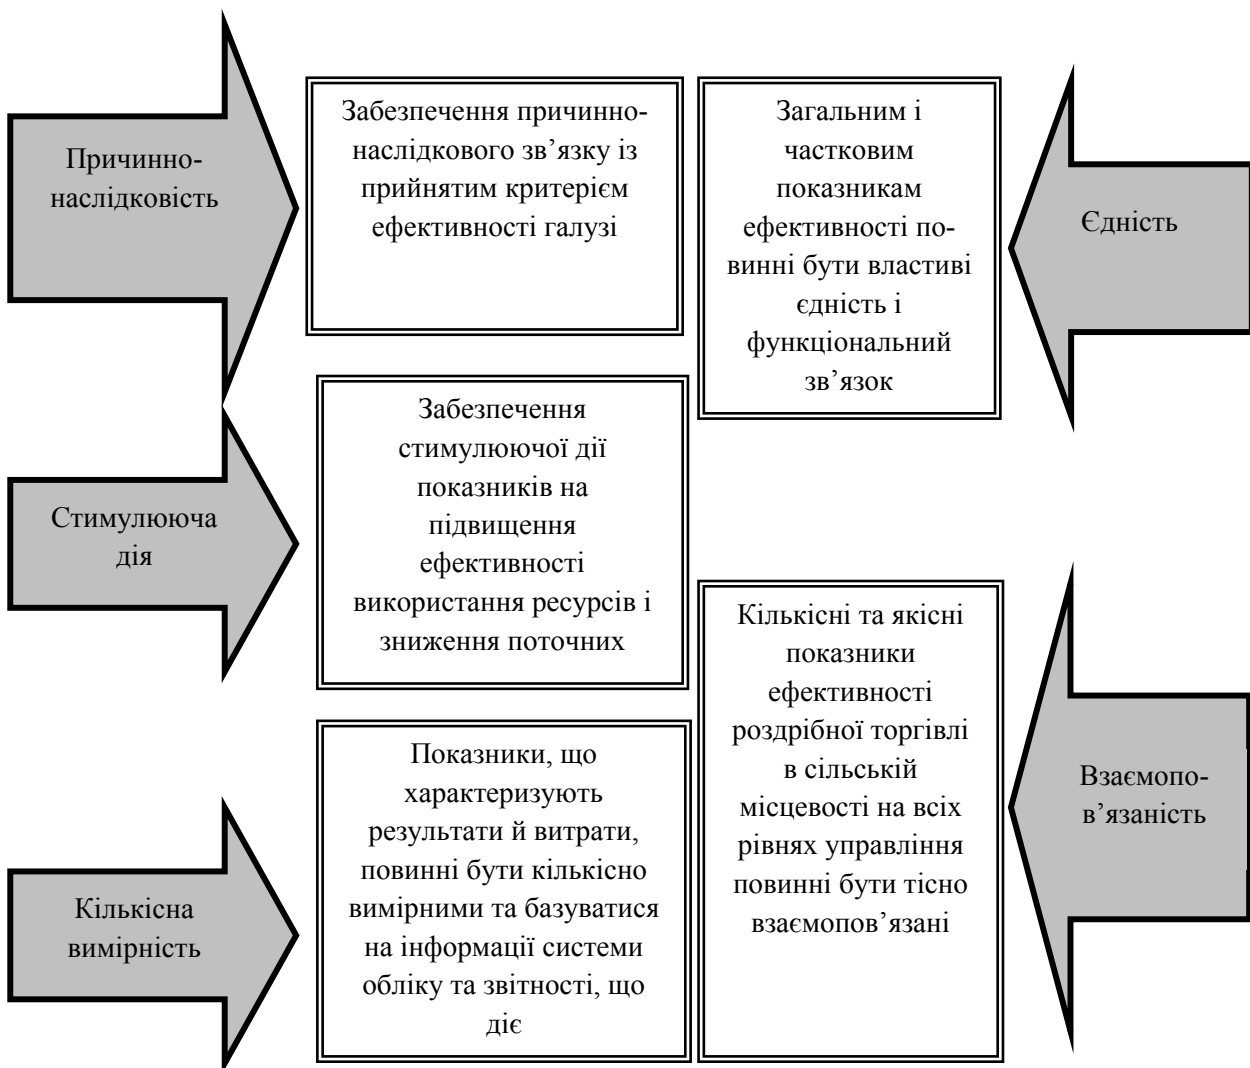 Причинно-
наслідковість
Забезпечення причинно-
наслідкового зв’язку із
прийнятим критерієм
ефективності галузі
Загальним і
частковим
показникам
ефективності по-
винні бути властиві
єдність і
функціональний
зв’язок
Єдність
Стимулююча
дія
Забезпечення
стимулюючої дії
показників на
підвищення
ефективності
використання ресурсів і
зниження поточних
Кількісна
вимірність
Показники, що
характеризують
результати й витрати,
повинні бути кількісно
вимірними та базуватися
на інформації системи
обліку та звітності, що
діє
Кількісні та якісні
показники
ефективності
роздрібної торгівлі
в сільській
місцевості на всіх
рівнях управління
повинні бути тісно
взаємопов’язані
Взаємопо-
в’язаність